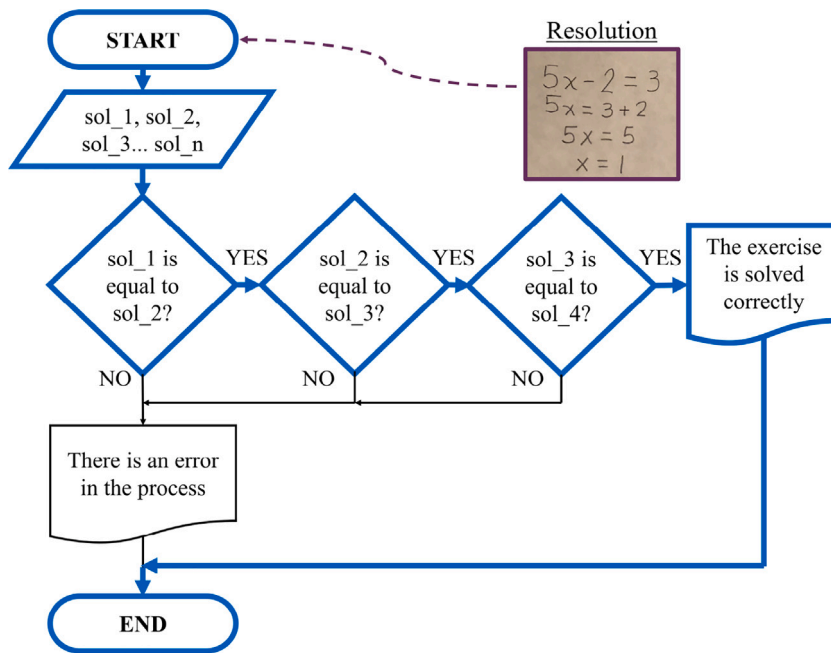 START
Resolution
5x-2=3
5x=3+2
5x=5
x=1
sol_1, sol_2,
sol_3... sol_n
sol_1 is
equal to
sol_2?
YES
sol_2 is
equal to
sol_3?
YES
sol_3 is
equal to
sol_4?
YES
The exercise
is solved
correctly
NO
NO
NO
There is an error
in the process
END